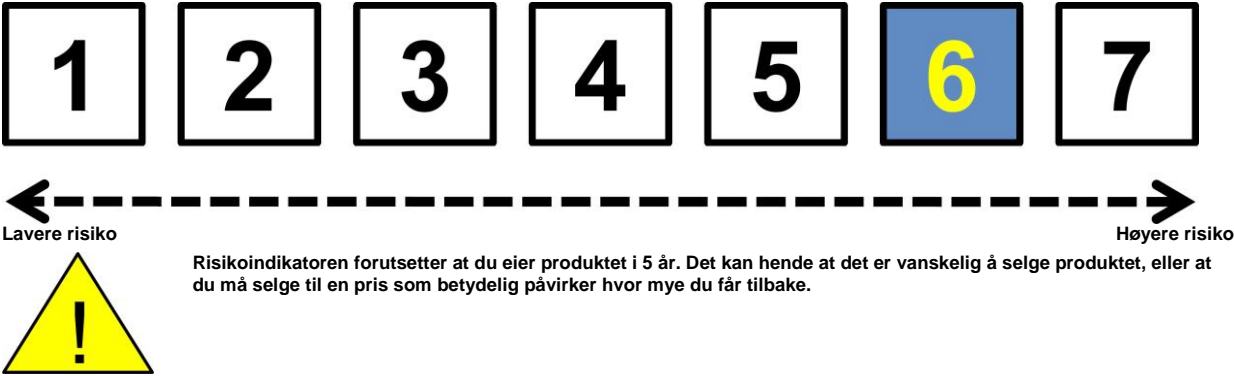 1 2 3 4 5 6 7
Lavere risiko Høyere risiko
Risikoindikatoren forutsetter at du eier produktet i 5 år. Det kan hende at det er vanskelig å selge produktet, eller at
du må selge til en pris som betydelig påvirker hvor mye du får tilbake.
!